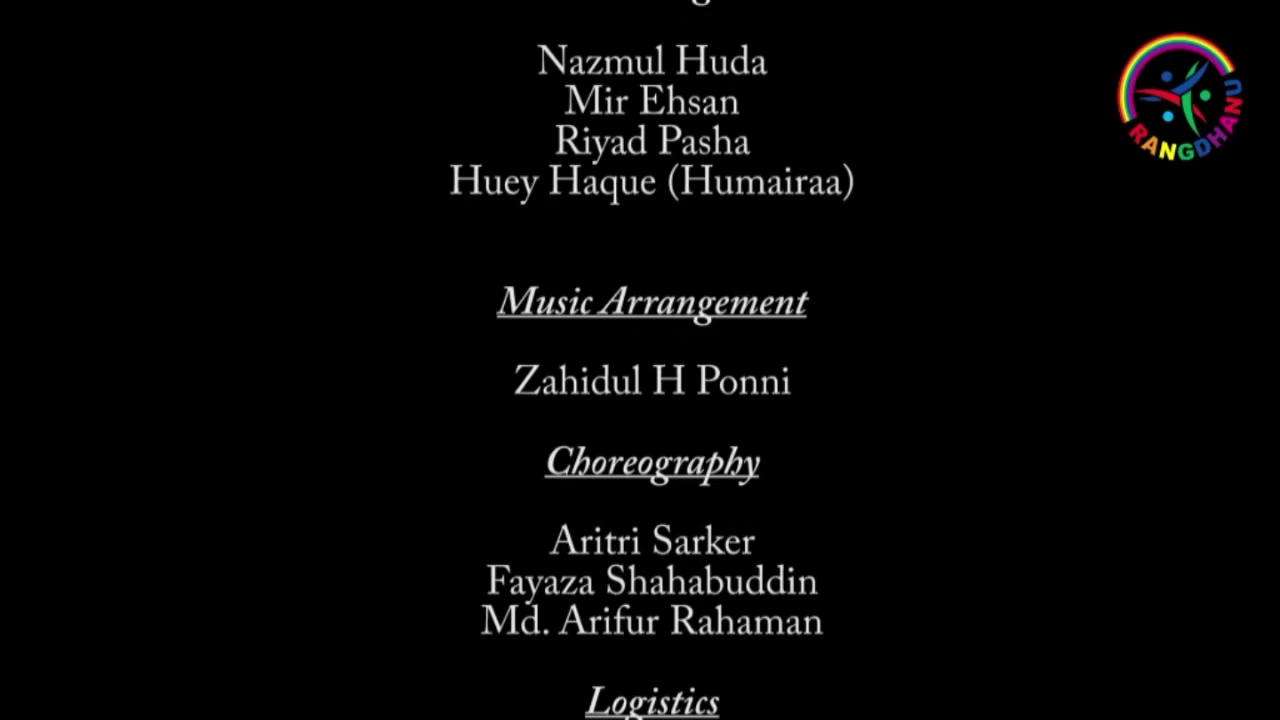 Nazmul Huda
Mir Ehsan
Riyad Pasha
Huey Haque (Humairaa)
Music Arrangement
Zahidul H Ponni
Choreography
Aritri Sarker
Fayaza Shahabuddin
Md. Arifur Rahaman
Logistics
RANGDHANU